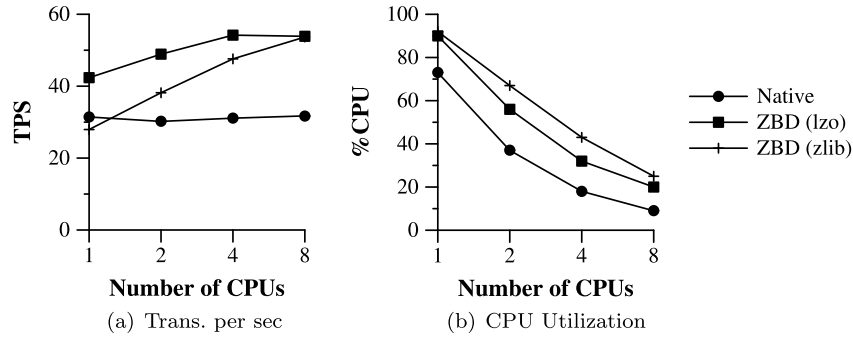 60
40
20
0
TPS
1 2 4 8
Number of CPUs
(a) Trans. per sec
100
80
60
40
20
0
%CPU
1 2 4 8
Number of CPUs
(b) CPU Utilization
Native
ZBD (lzo)
ZBD (zlib)